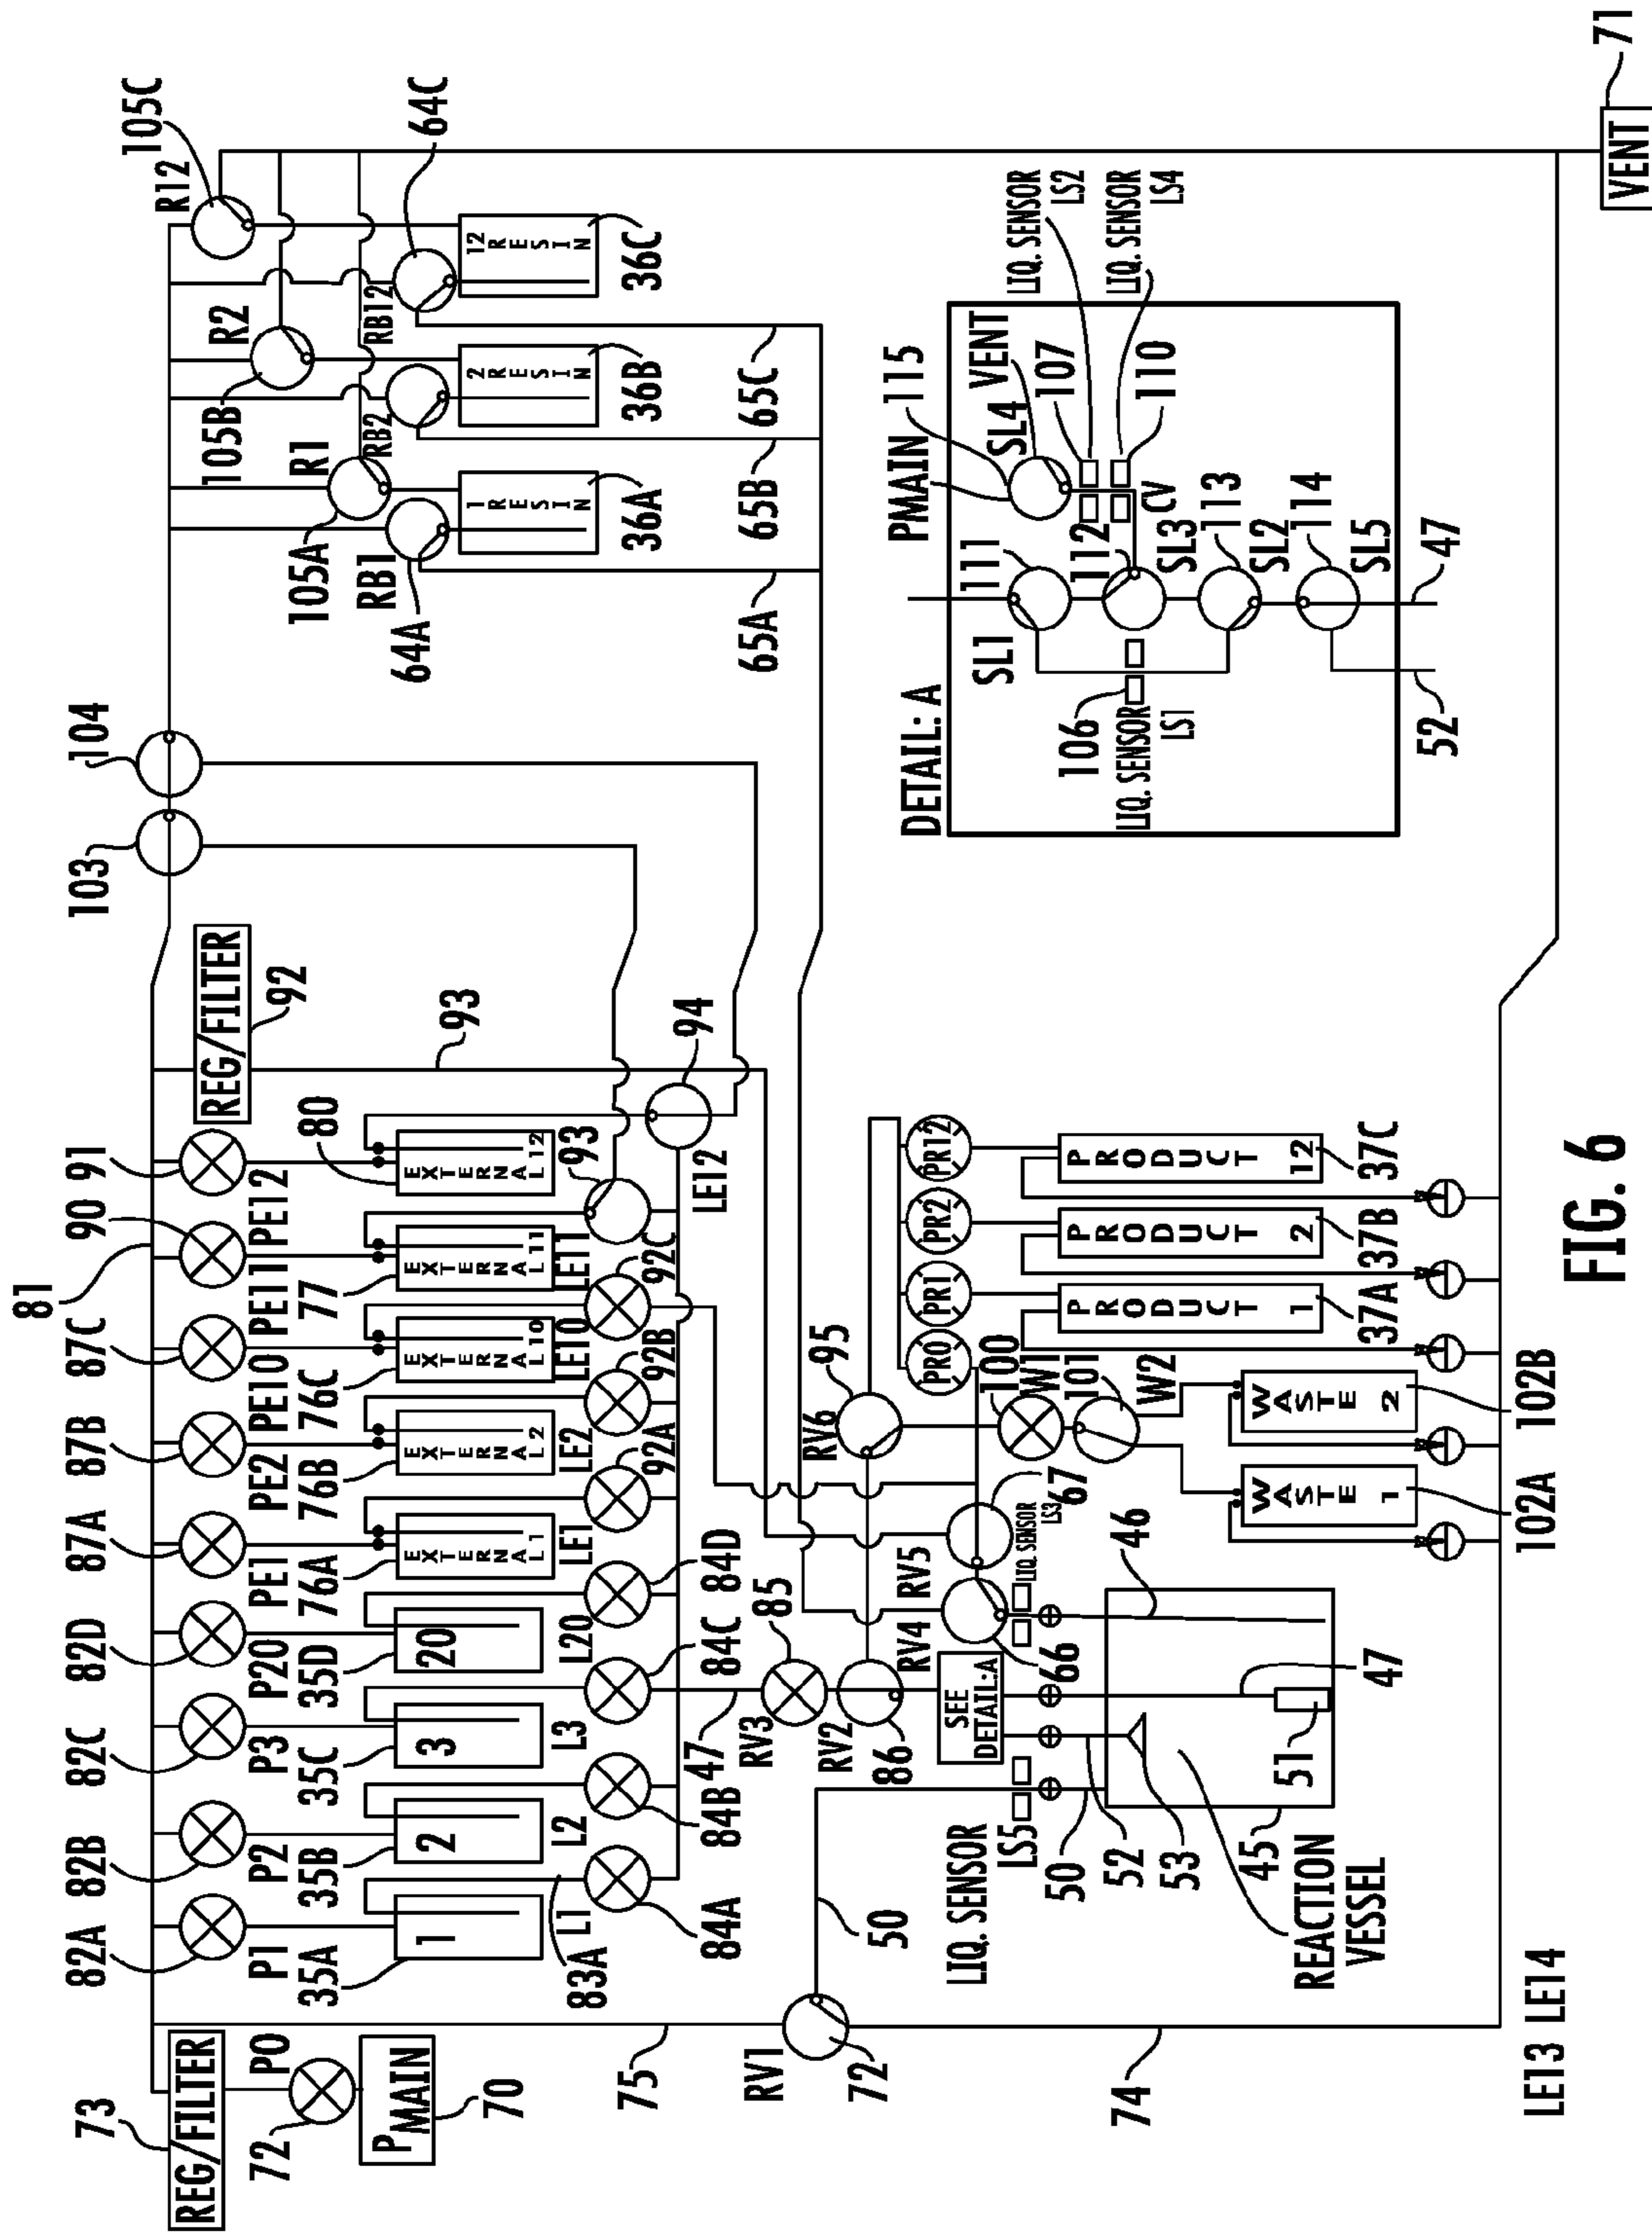 73
REG/FILTER
72
P0
PMAIN
70
75
RV1
72
74
82A
82B
82C
82D
87A
87B
87C
81
90
91
P1
P2
P3
P20
PE1
PE2
PE10
PE11
PE12
35A
35B
35C
35D
76A
76B
76C
77
80
1
2
3
20
EXTERNAL 1
EXTERNAL 2
EXTERNAL 10
EXTERNAL 11
EXTERNAL 12
REG/FILTER
92
93
83A
L1
L2
L3
L20
LE1
LE2
LE10
LE11
93
LE12
94
84A
84B
84C
84D
92A
92B
92C
47
RV3
85
RV2
86
RV4
66
RV5
67
RV6
95
50
LIQ. SENSOR
LS5
50
52
53
SEE
DETAIL:A
LIQ. SENSOR
LS3
46
47
51
45
REACTION
VESSEL
PR0
PR1
PR2
PR12
100
W1
101
W2
WASTE 1
WASTE 2
102A
102B
PRODUCT 1
PRODUCT 2
PRODUCT 12
37A
37B
37C
103
104
105A
R1
105B
R2
105C
R12
64A
RB1
RB2
RB12
64C
1 RESIN
2 RESIN
12 RESIN
36A
36B
36C
65A
65B
65C
DETAIL: A
PMAIN
115
SL4
VENT
107
LIQ. SENSOR
LS2
LIQ. SENSOR
LS4
110
SL1
111
112
CV
SL3
113
SL2
114
SL5
106
LIQ. SENSOR
LS1
52
47
VENT
71
LE13 LE14
FIG. 6